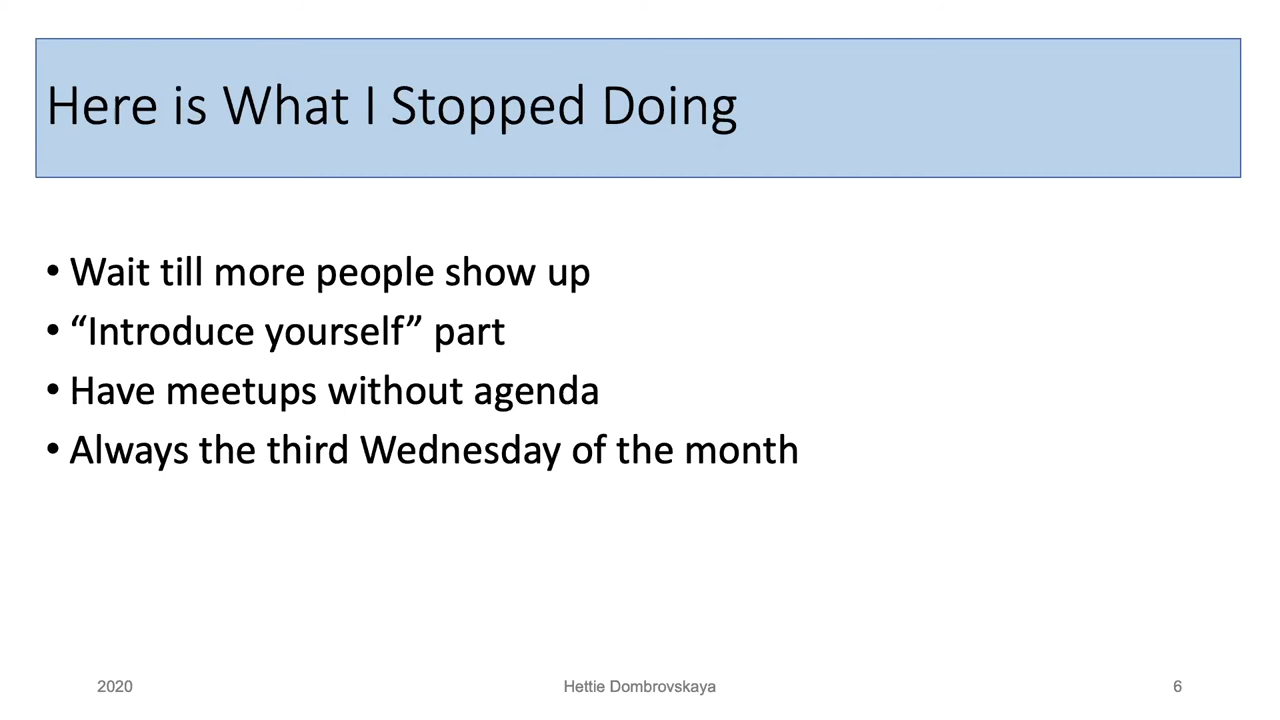 Here is What I Stopped Doing
• Wait till more people show up
• “Introduce yourself” part
• Have meetups without agenda
• Always the third Wednesday of the month
2020
Hettie Dombrovskaya
6